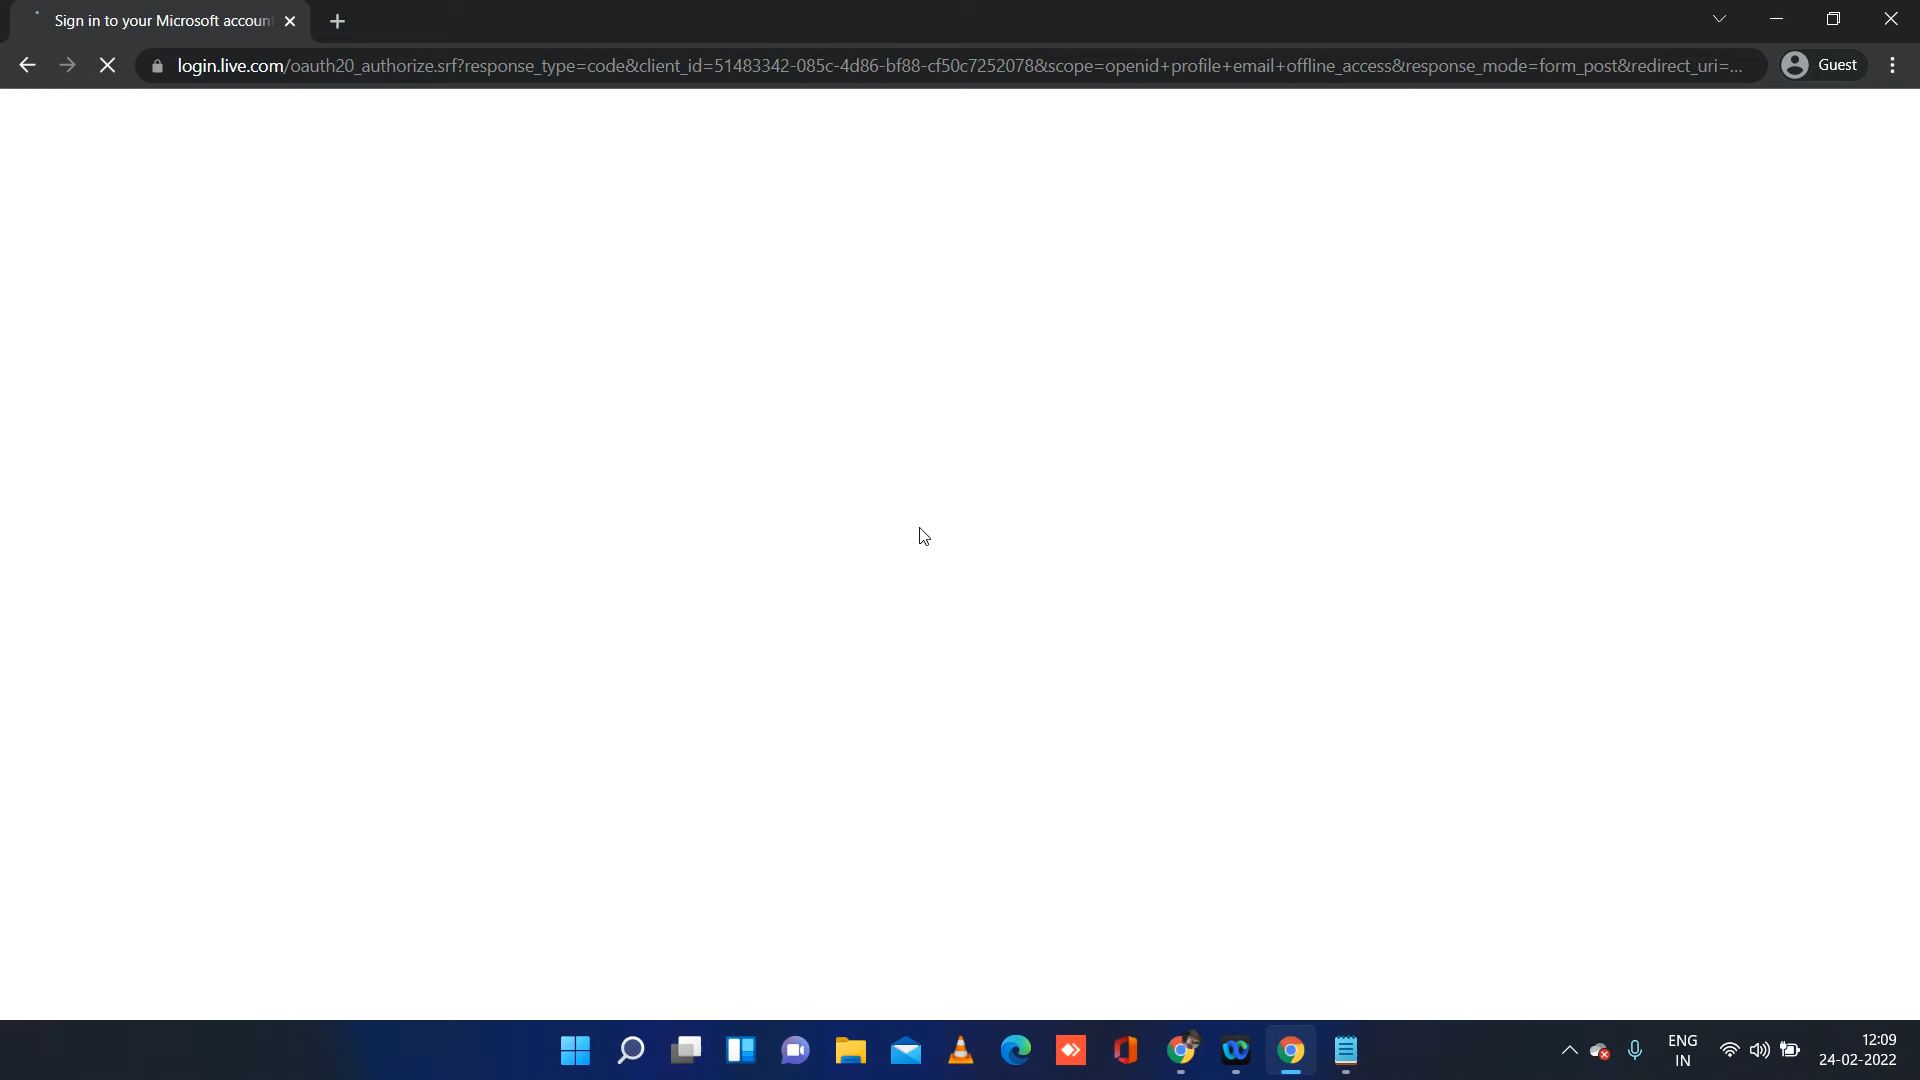 Sign in to your Microsoft accoun
login.live.com/oauth20_authorize.srf?response_type=code&client_id=51483342-085c-4d86-bf88-cf50c7252078&scope=openid+profile+email+offline_access&response_mode=form_post&redirect_uri=...
Guest
ENG
IN
12:09
24-02-2022